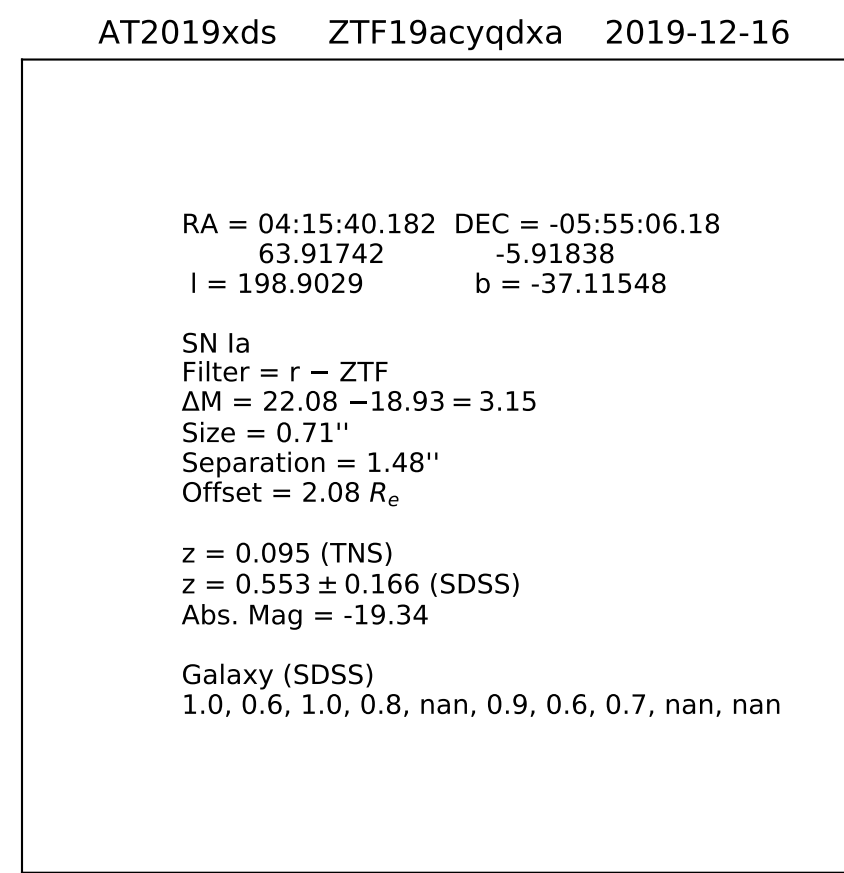 AT2019xds ZTF19acyqdxa 2019-12-16
RA = 04:15:40.182 DEC = -05:55:06.18
63.91742 -5.91838
l = 198.9029 b = -37.11548
SN Ia
Filter = r − ZTF
ΔM = 22.08 −18.93 = 3.15
Size = 0.71''
Separation = 1.48''
Offset = 2.08 Rₑ
z = 0.095 (TNS)
z = 0.553 ± 0.166 (SDSS)
Abs. Mag = -19.34
Galaxy (SDSS)
1.0, 0.6, 1.0, 0.8, nan, 0.9, 0.6, 0.7, nan, nan